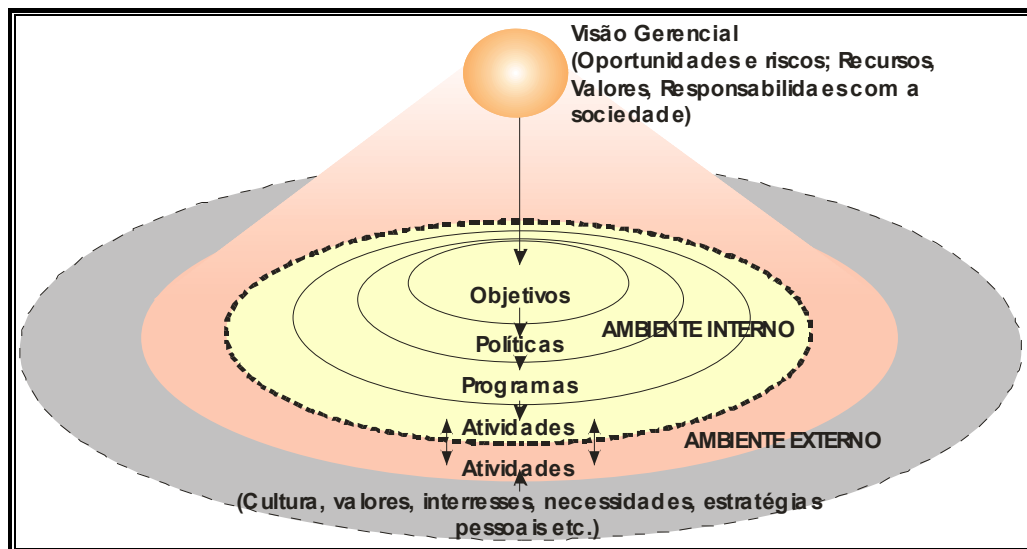 Visão Gerencial
(Oportunidades e riscos; Recursos,
Valores, Responsabilidaes com a
sociedade)
Objetivos
AMBIENTE INTERNO
Políticas
Programas
Atividades
AMBIENTE EXTERNO
Atividades
(Cultura, valores, interresses, necessidades, estratégias
pessoais etc.)